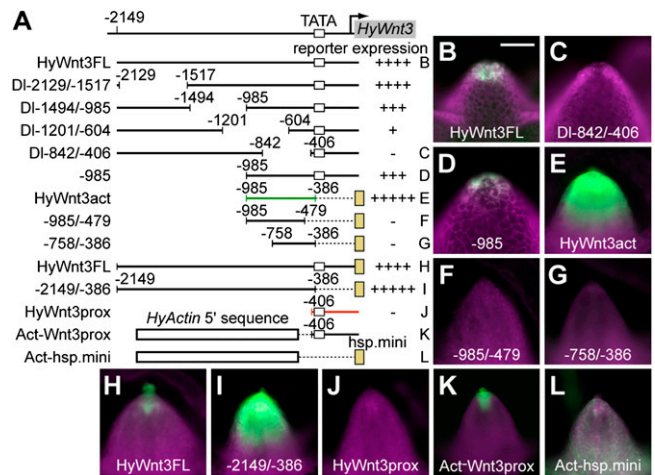 A
-2149
TATA
HyWnt3
reporter expression
HyWnt3FL ++++ B
-2129 -1517
Dl-2129/-1517 ++++
-1494 -985
Dl-1494/-985 +++
-1201 -604
Dl-1201/-604 +
-842 -406
Dl-842/-406 - C
-985
-985 +++ D
-985 -386
HyWnt3act +++++ E
-985 -479
-985/-479 - F
-758 -386
-758/-386 - G
HyWnt3FL ++++ H
-2149 -386
-2149/-386 +++++ I
-406
HyWnt3prox - J
HyActin 5' sequence -406
Act-Wnt3prox K
hsp.mini
Act-hsp.mini L
B
HyWnt3FL
C
Dl-842/-406
D
-985
E
HyWnt3act
F
-985/-479
G
-758/-386
H
HyWnt3FL
I
-2149/-386
J
HyWnt3prox
K
Act-Wnt3prox
L
Act-hsp.mini